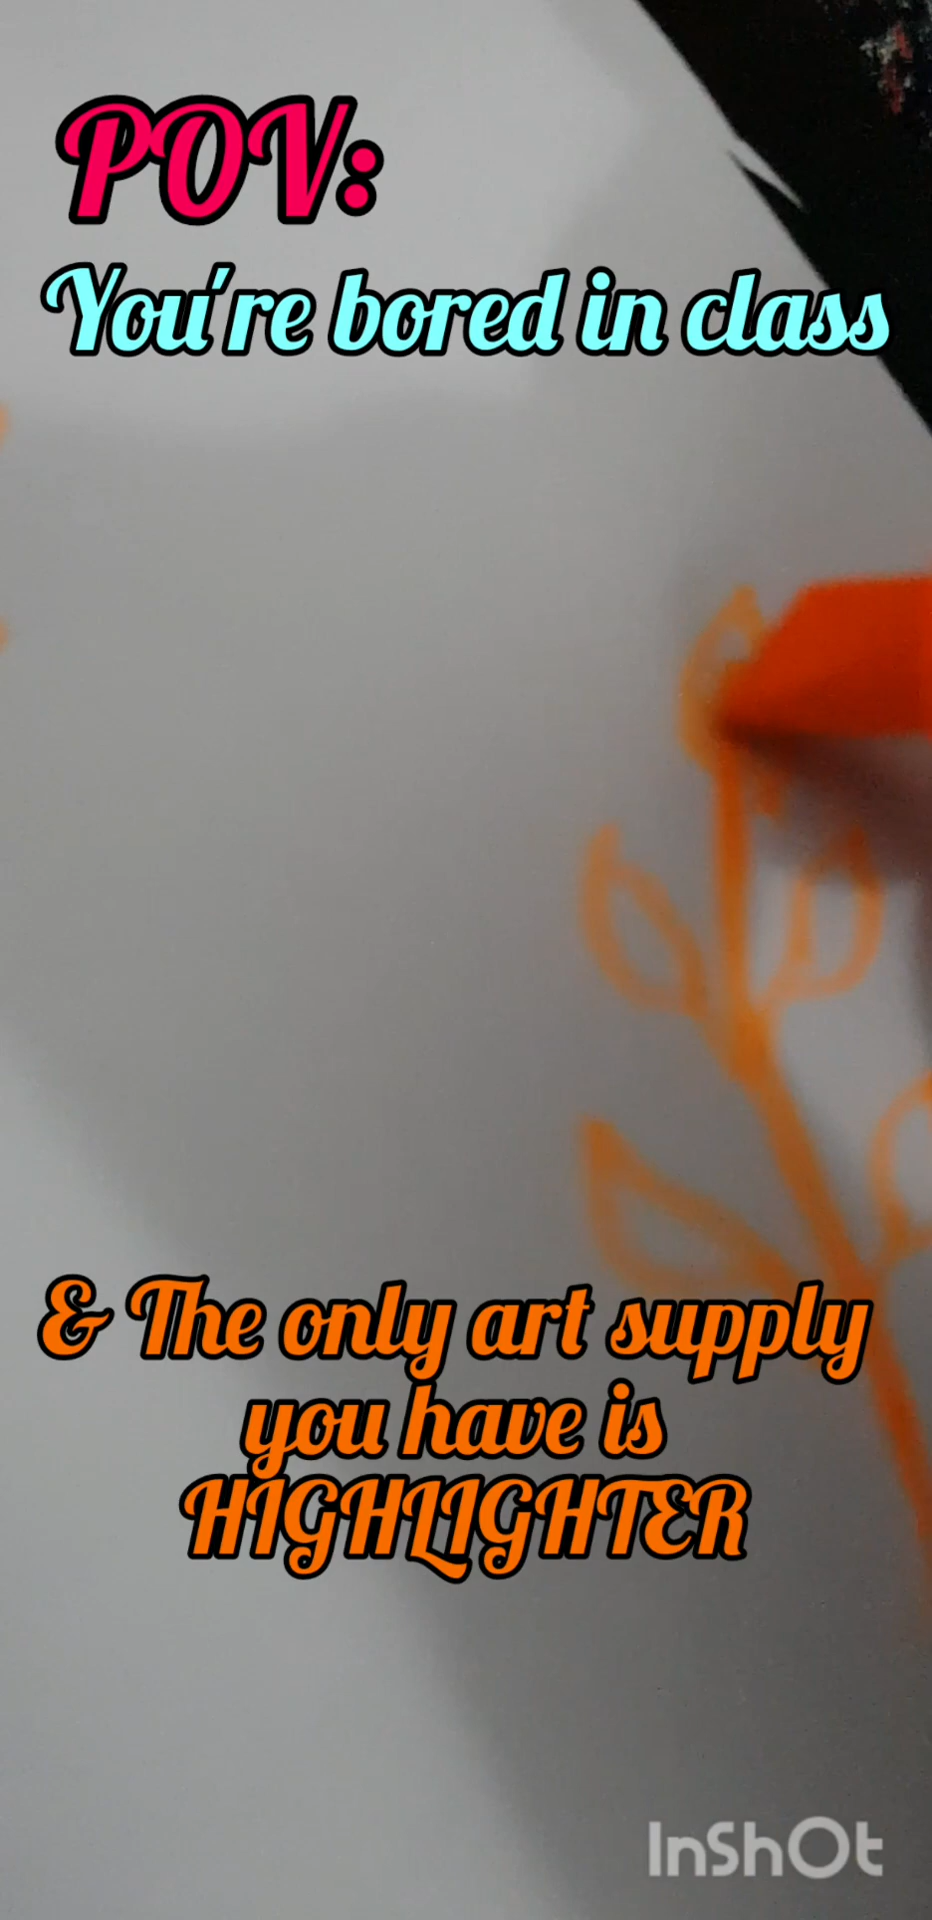 POV:
You're bored in class
& The only art supply
you have is
HIGHLIGHTER
InShOt